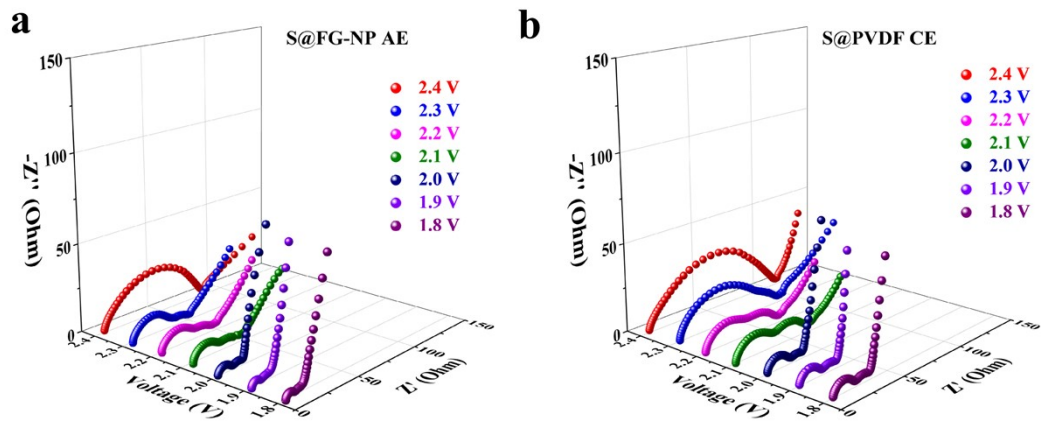 a
S@FG-NP AE
2.4 V
2.3 V
2.2 V
2.1 V
2.0 V
1.9 V
1.8 V
150
100
50
0
-Z'' (Ohm)
2.4
2.3
2.2
2.1
2.0
1.9
1.8
Voltage (V)
0
50
100
150
Z' (Ohm)
b
S@PVDF CE
2.4 V
2.3 V
2.2 V
2.1 V
2.0 V
1.9 V
1.8 V
150
100
50
0
-Z'' (Ohm)
2.4
2.3
2.2
2.1
2.0
1.9
1.8
Voltage (V)
0
50
100
150
Z' (Ohm)